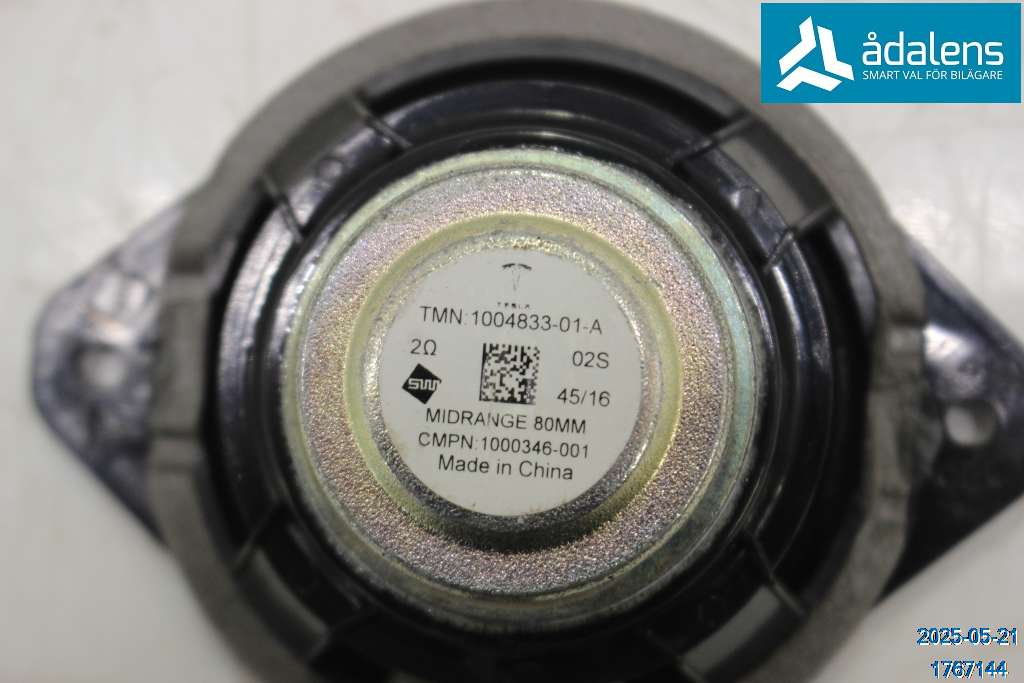 ådalens
SMART VAL FÖR BILÄGARE
TESLA
TMN:1004833-01-A
2Ω
02S
SW
45/16
MIDRANGE 80MM
CMPN:1000346-001
Made in China
2025-05-21
1767144